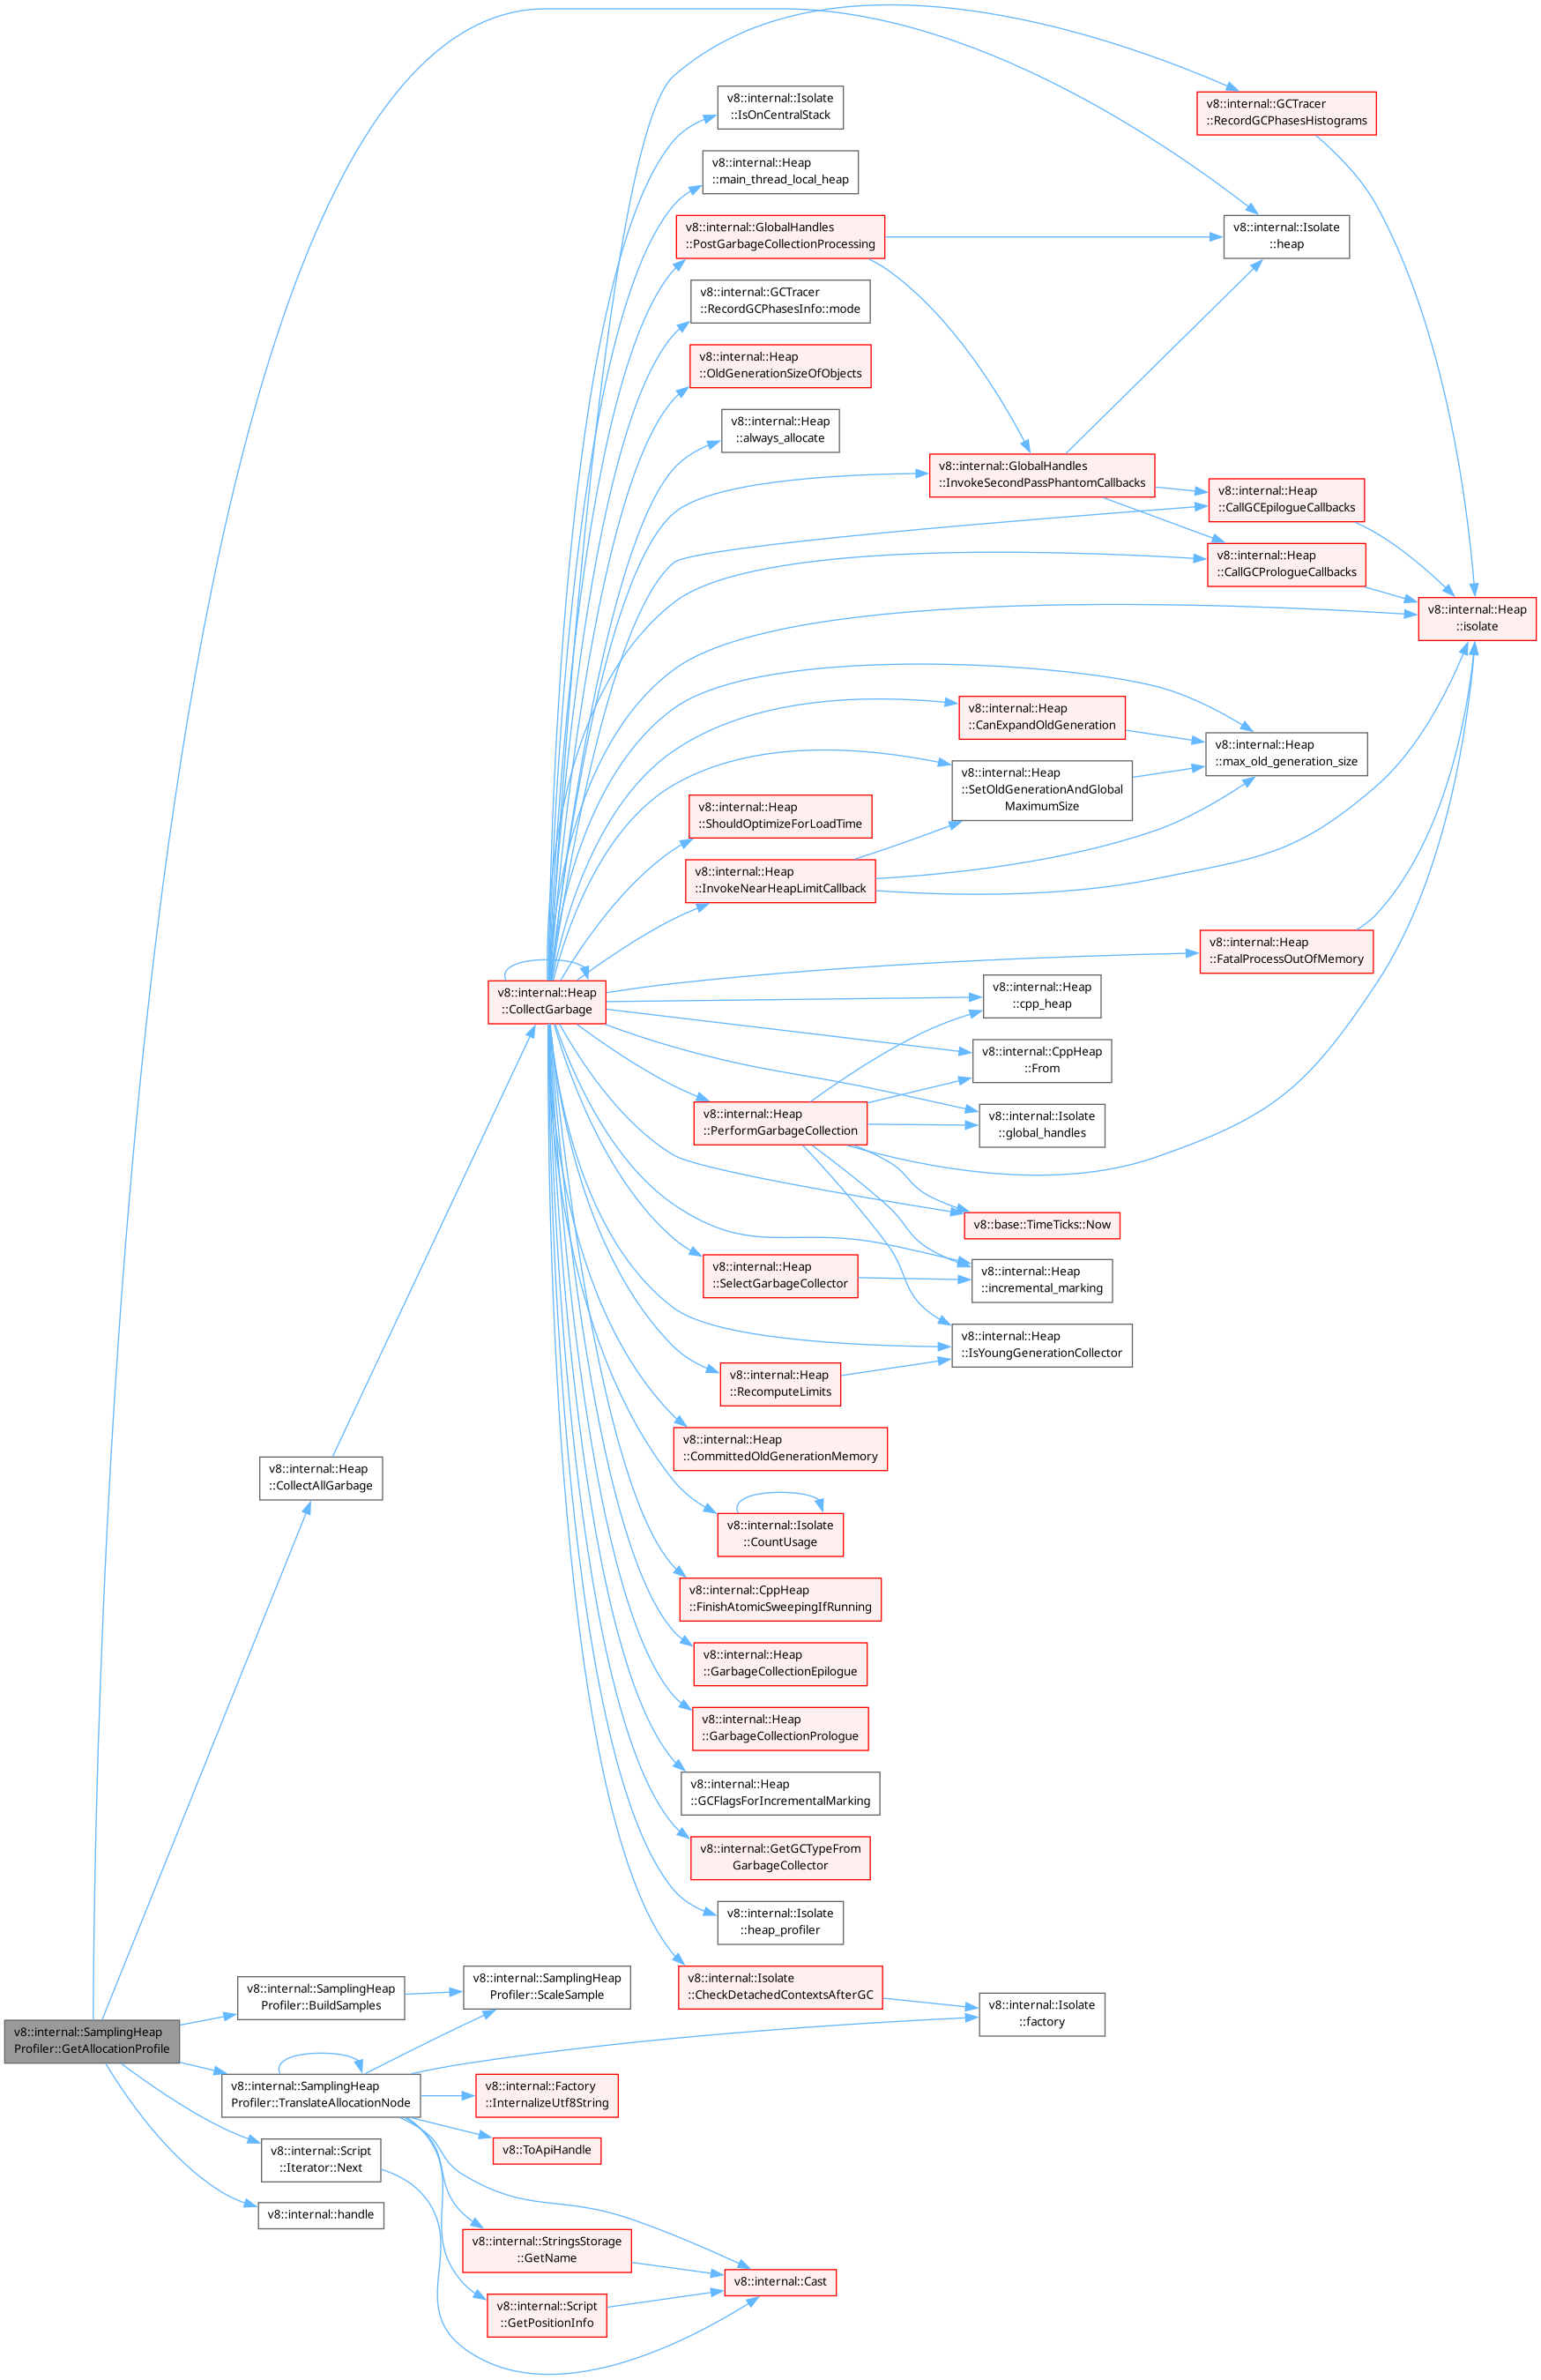 v8::internal::Isolate
::IsOnCentralStack
v8::internal::GCTracer
::RecordGCPhasesHistograms
v8::internal::Heap
::main_thread_local_heap
v8::internal::GlobalHandles
::PostGarbageCollectionProcessing
v8::internal::Isolate
::heap
v8::internal::GCTracer
::RecordGCPhasesInfo::mode
v8::internal::Heap
::OldGenerationSizeOfObjects
v8::internal::Heap
::always_allocate
v8::internal::GlobalHandles
::InvokeSecondPassPhantomCallbacks
v8::internal::Heap
::CallGCEpilogueCallbacks
v8::internal::Heap
::CallGCPrologueCallbacks
v8::internal::Heap
::isolate
v8::internal::Heap
::CanExpandOldGeneration
v8::internal::Heap
::max_old_generation_size
v8::internal::Heap
::SetOldGenerationAndGlobal
MaximumSize
v8::internal::Heap
::ShouldOptimizeForLoadTime
v8::internal::Heap
::InvokeNearHeapLimitCallback
v8::internal::Heap
::FatalProcessOutOfMemory
v8::internal::Heap
::CollectGarbage
v8::internal::Heap
::cpp_heap
v8::internal::CppHeap
::From
v8::internal::Heap
::PerformGarbageCollection
v8::internal::Isolate
::global_handles
v8::base::TimeTicks::Now
v8::internal::Heap
::SelectGarbageCollector
v8::internal::Heap
::incremental_marking
v8::internal::Heap
::IsYoungGenerationCollector
v8::internal::Heap
::RecomputeLimits
v8::internal::Heap
::CommittedOldGenerationMemory
v8::internal::Heap
::CollectAllGarbage
v8::internal::Isolate
::CountUsage
v8::internal::CppHeap
::FinishAtomicSweepingIfRunning
v8::internal::Heap
::GarbageCollectionEpilogue
v8::internal::Heap
::GarbageCollectionPrologue
v8::internal::Heap
::GCFlagsForIncrementalMarking
v8::internal::GetGCTypeFrom
GarbageCollector
v8::internal::Isolate
::heap_profiler
v8::internal::SamplingHeap
Profiler::BuildSamples
v8::internal::SamplingHeap
Profiler::ScaleSample
v8::internal::Isolate
::CheckDetachedContextsAfterGC
v8::internal::Isolate
::factory
v8::internal::SamplingHeap
Profiler::GetAllocationProfile
v8::internal::SamplingHeap
Profiler::TranslateAllocationNode
v8::internal::Factory
::InternalizeUtf8String
v8::ToApiHandle
v8::internal::Script
::Iterator::Next
v8::internal::handle
v8::internal::StringsStorage
::GetName
v8::internal::Cast
v8::internal::Script
::GetPositionInfo